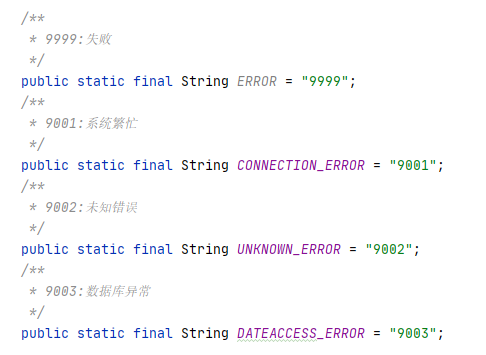 /**
 * 9999:失败
 */
public static final String ERROR = "9999";
/**
 * 9001:系统繁忙
 */
public static final String CONNECTION_ERROR = "9001";
/**
 * 9002:未知错误
 */
public static final String UNKNOWN_ERROR = "9002";
/**
 * 9003:数据库异常
 */
public static final String DATEACCESS_ERROR = "9003";